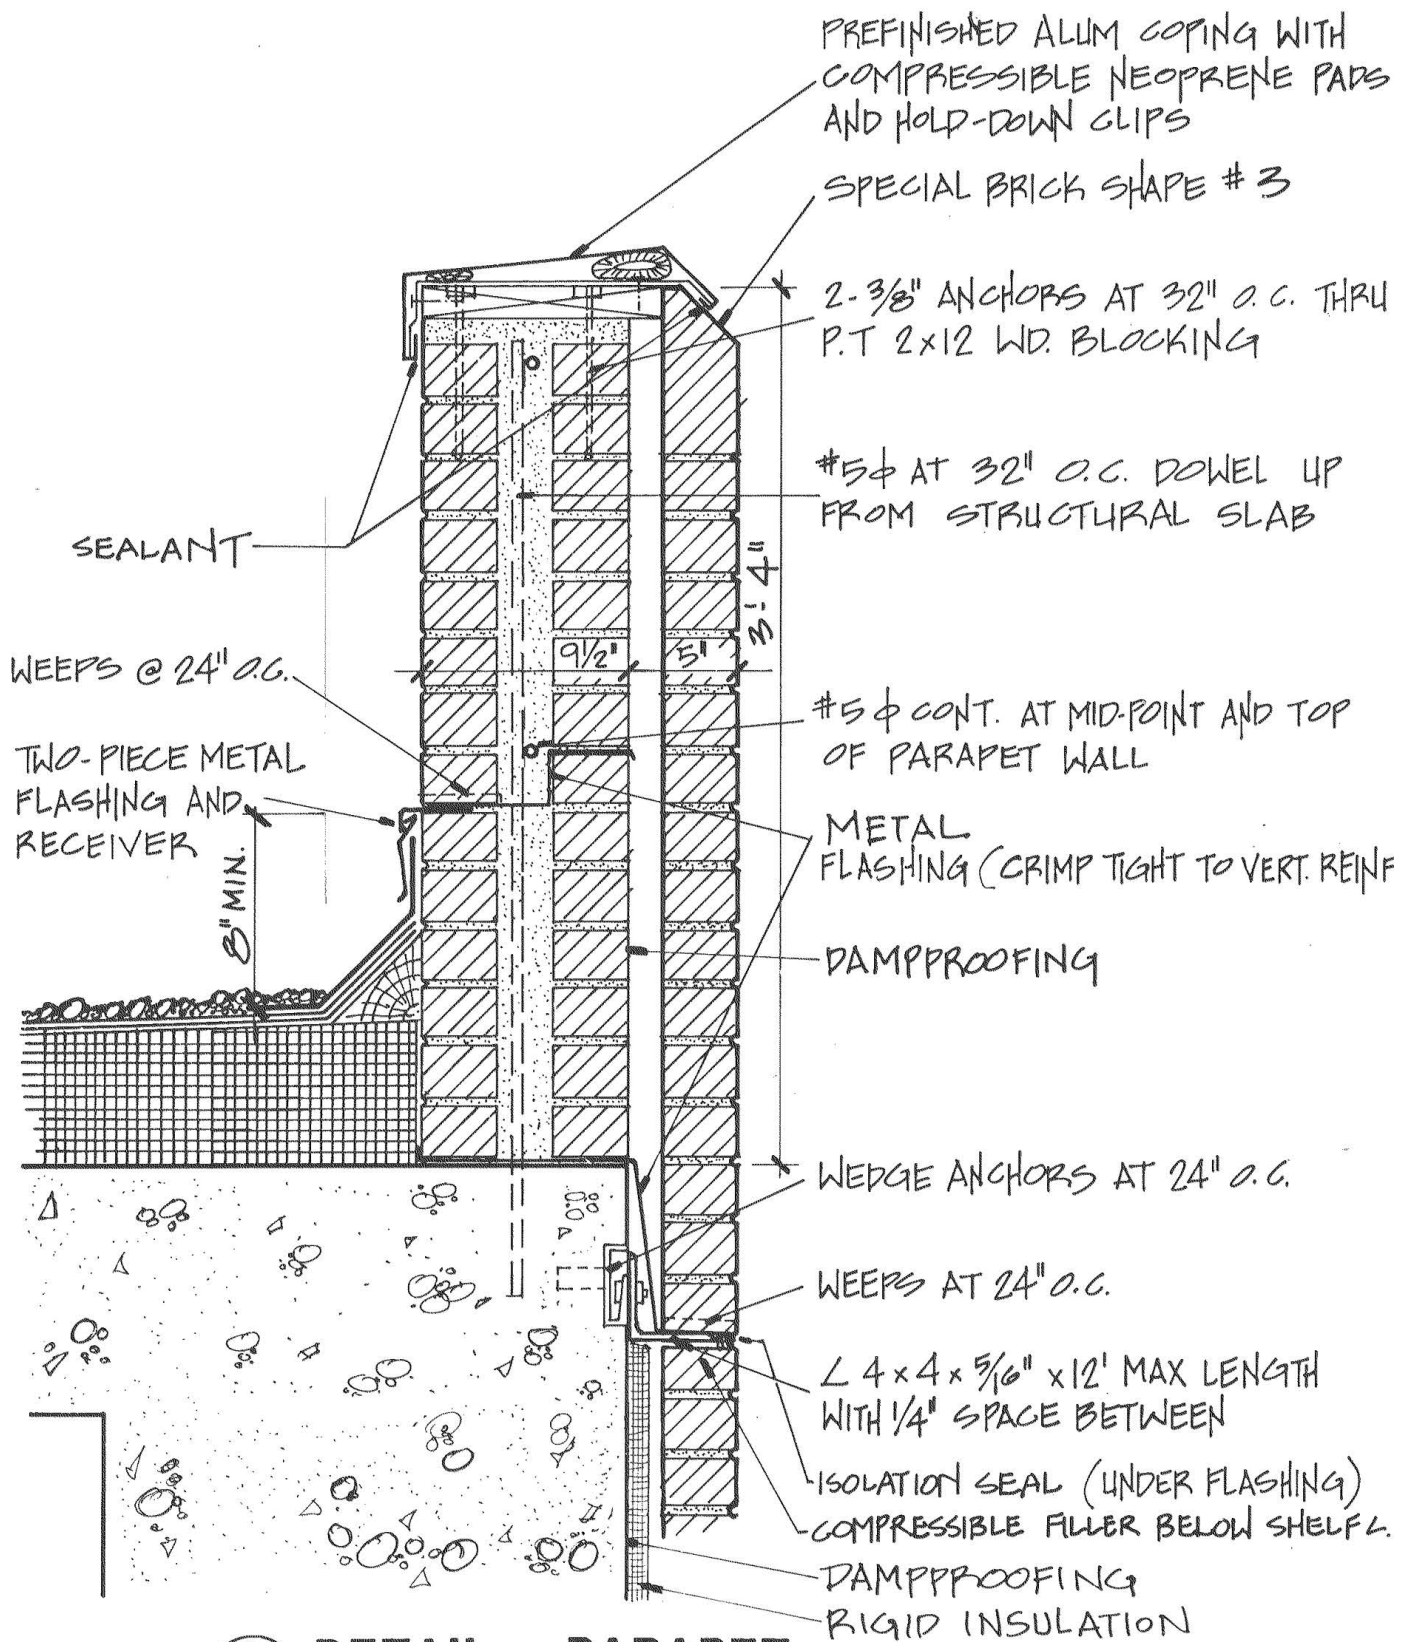 PREFINISHED ALUM COPING WITH
COMPRESSIBLE NEOPRENE PADS
AND HOLD-DOWN CLIPS
SPECIAL BRICK SHAPE #3
2-3/8" ANCHORS AT 32" O.C. THRU
P.T 2x12 WD. BLOCKING
#5ϕ AT 32" O.C. DOWEL UP
FROM STRUCTURAL SLAB
SEALANT
3'-4"
9 1/2" 5"
WEEPS @ 24" O.C.
#5ϕ CONT. AT MID-POINT AND TOP
OF PARAPET WALL
TWO-PIECE METAL
FLASHING AND
RECEIVER
8" MIN.
METAL
FLASHING (CRIMP TIGHT TO VERT. REINF
DAMPPROOFING
WEDGE ANCHORS AT 24" O.C.
WEEPS AT 24" O.C.
∠ 4 x 4 x 5/16" x 12' MAX LENGTH
WITH 1/4" SPACE BETWEEN
ISOLATION SEAL (UNDER FLASHING)
COMPRESSIBLE FILLER BELOW SHELF ∠.
DAMPPROOFING
RIGID INSULATION
DETAIL PARAPET